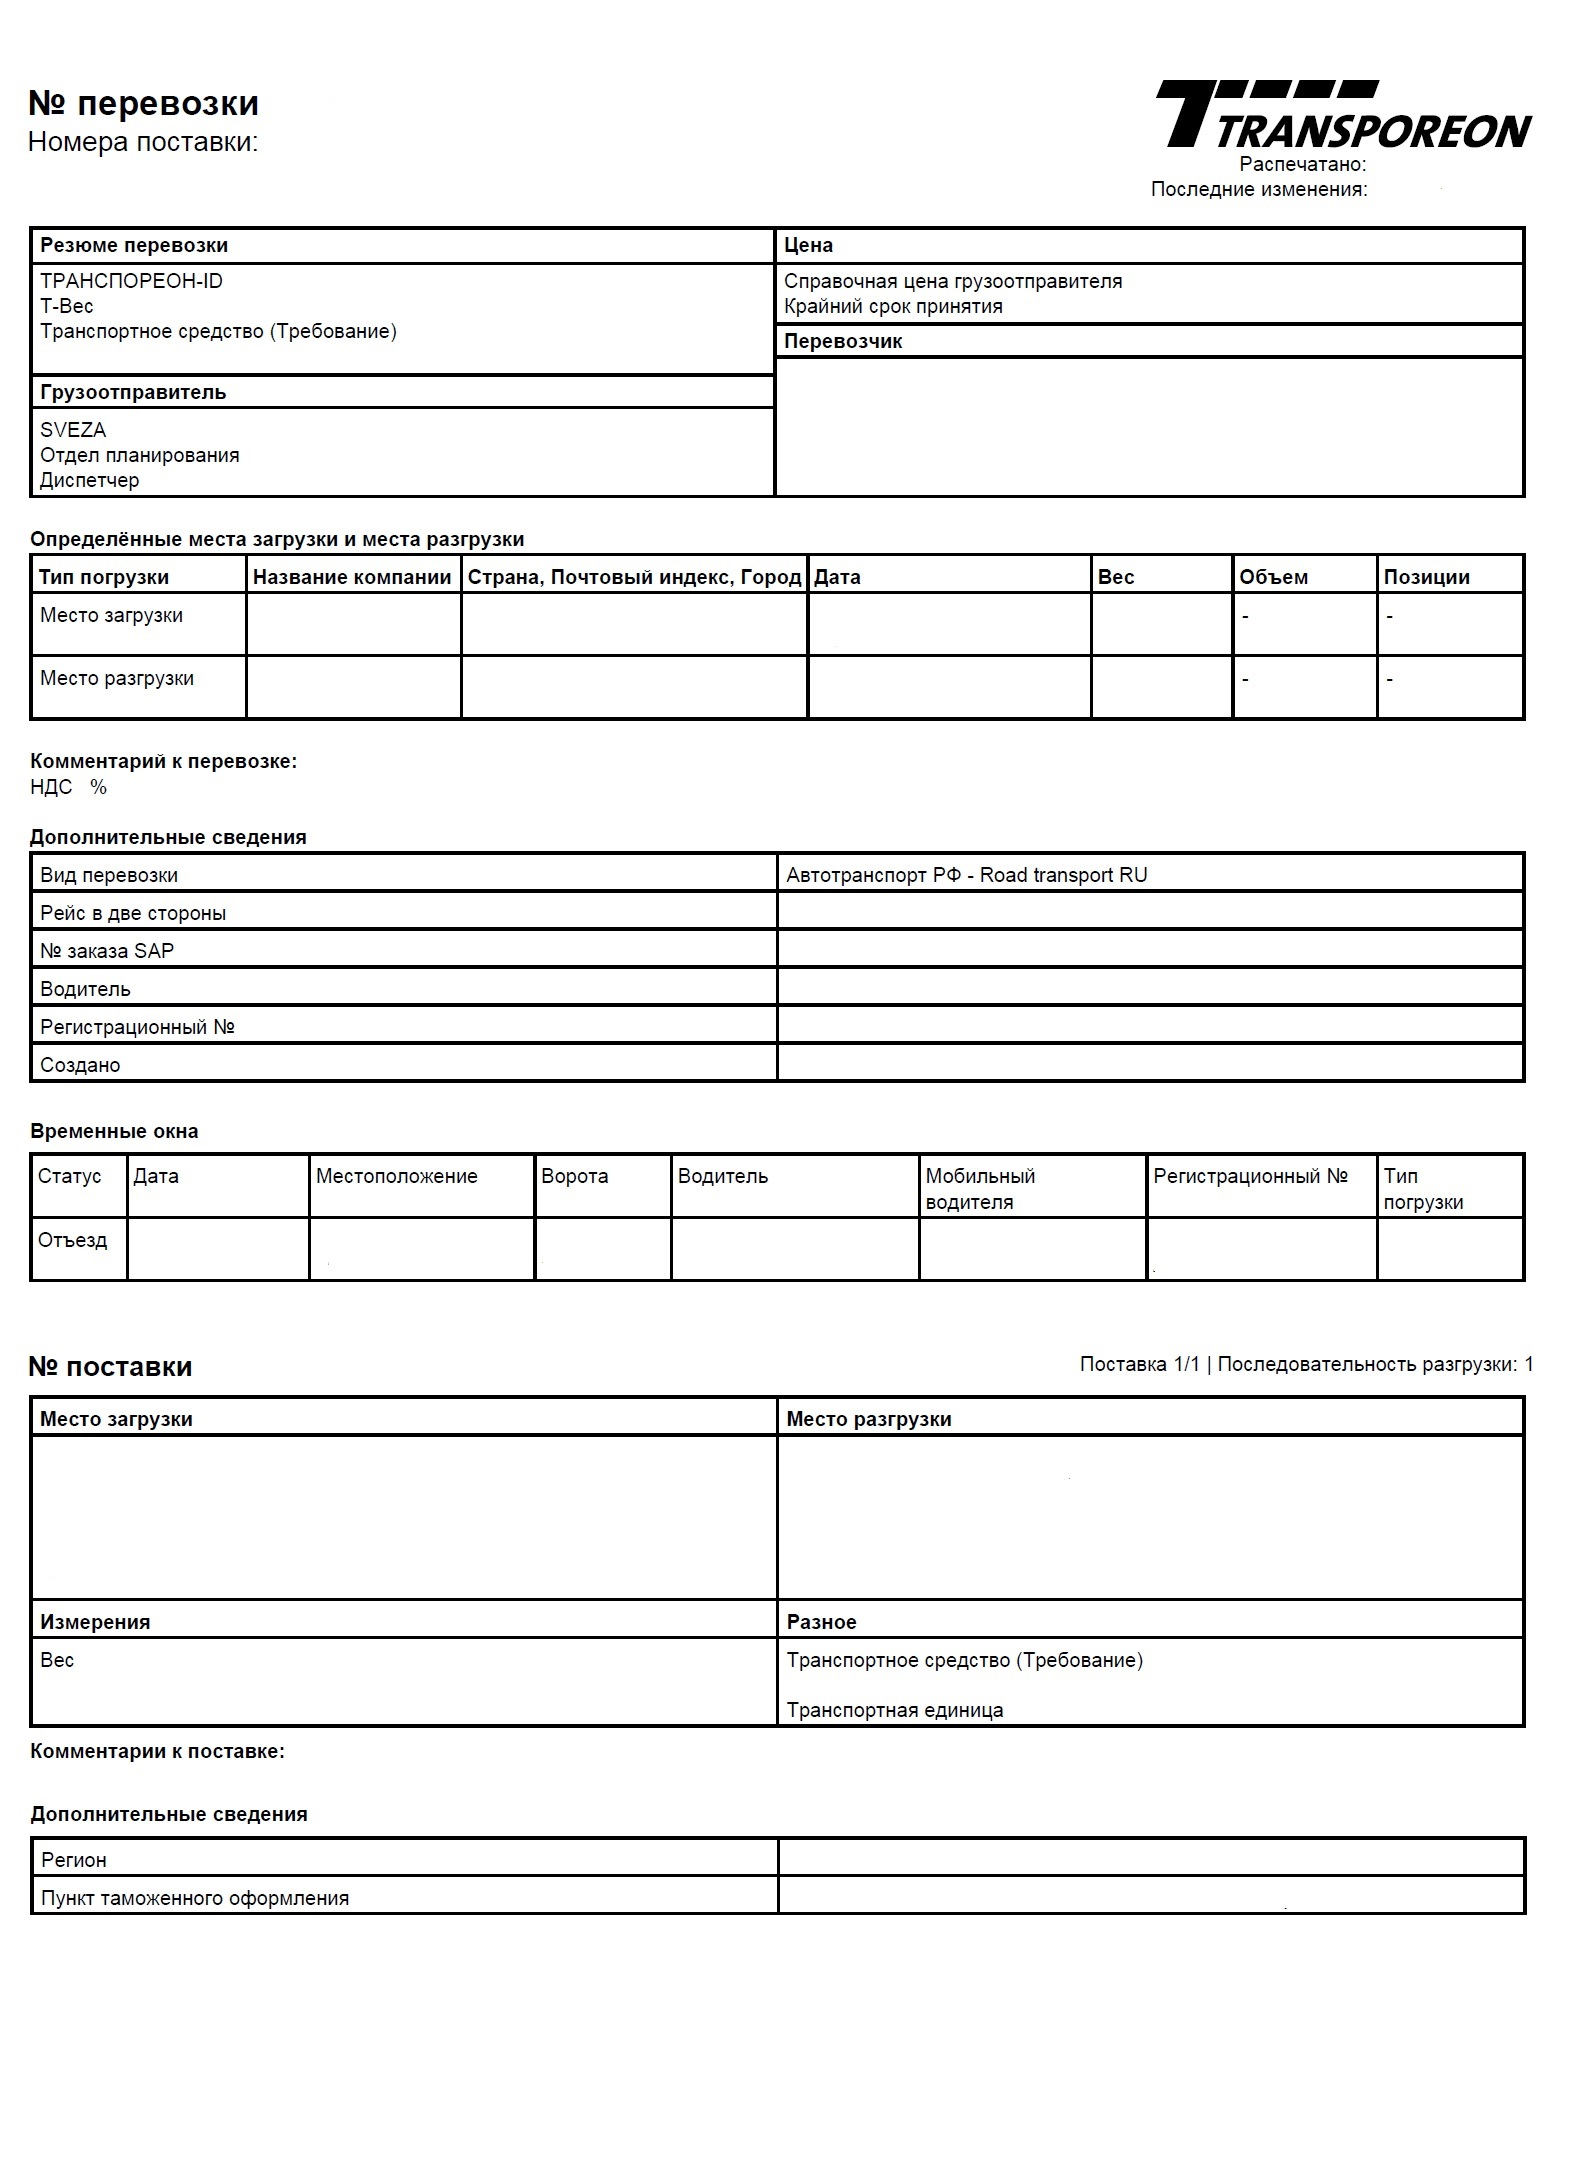 № перевозки
Номера поставки:
TRANSPOREON
Распечатано:
Последние изменения:
Резюме перевозки
ТРАНСПОРЕОН-ID
Т-Вес
Транспортное средство (Требование)
Грузоотправитель
SVEZA
Отдел планирования
Диспетчер
Цена
Справочная цена грузоотправителя
Крайний срок принятия
Перевозчик
Определённые места загрузки и места разгрузки
Тип погрузки Название компании Страна, Почтовый индекс, Город Дата Вес Объем Позиции
Место загрузки - -
Место разгрузки - -
Комментарий к перевозке:
НДС %
Дополнительные сведения
Вид перевозки Автотранспорт РФ - Road transport RU
Рейс в две стороны
№ заказа SAP
Водитель
Регистрационный №
Создано
Временные окна
Статус Дата Местоположение Ворота Водитель Мобильный водителя Регистрационный № Тип погрузки
Отъезд
№ поставки
Поставка 1/1 | Последовательность разгрузки: 1
Место загрузки Место разгрузки
Измерения Разное
Вес Транспортное средство (Требование)
Транспортная единица
Комментарии к поставке:
Дополнительные сведения
Регион
Пункт таможенного оформления